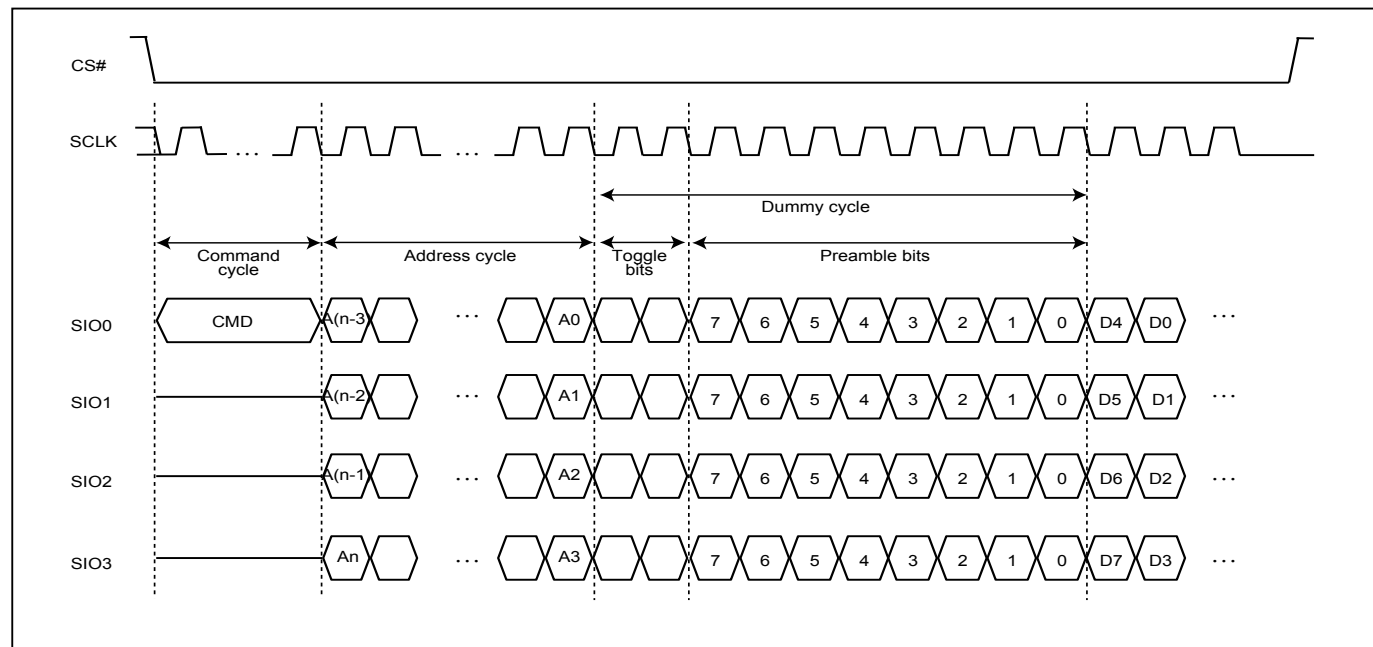 CS#
SCLK ... ...
Dummy cycle
Command cycle Address cycle Toggle bits Preamble bits
SIO0 CMD A(n-3) ... A0 7 6 5 4 3 2 1 0 D4 D0 ...
SIO1 A(n-2) ... A1 7 6 5 4 3 2 1 0 D5 D1 ...
SIO2 A(n-1) ... A2 7 6 5 4 3 2 1 0 D6 D2 ...
SIO3 An ... A3 7 6 5 4 3 2 1 0 D7 D3 ...